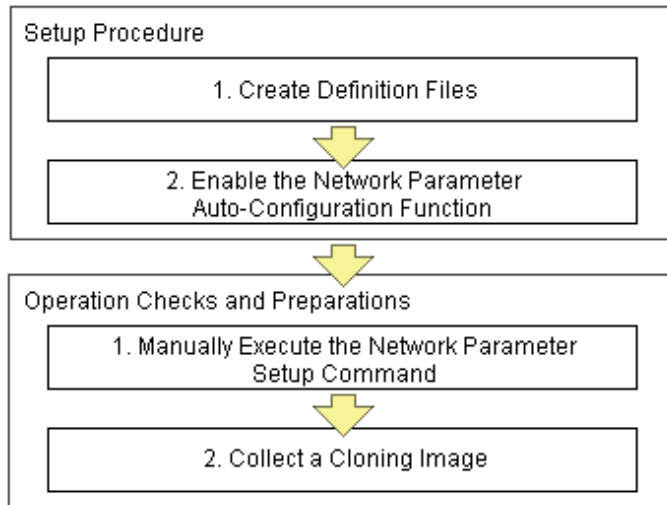 Setup Procedure
1. Create Definition Files
2. Enable the Network Parameter
Auto-Configuration Function
Operation Checks and Preparations
1. Manually Execute the Network Parameter
Setup Command
2. Collect a Cloning Image